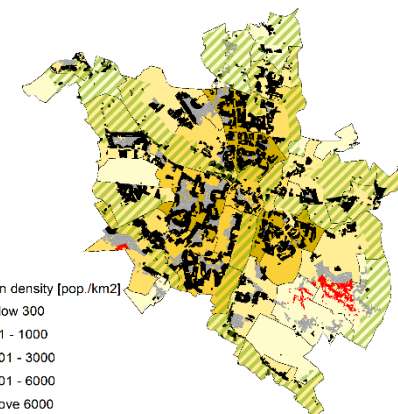 n density [pop./km2]
low 300
1 - 1000
01 - 3000
01 - 6000
ove 6000